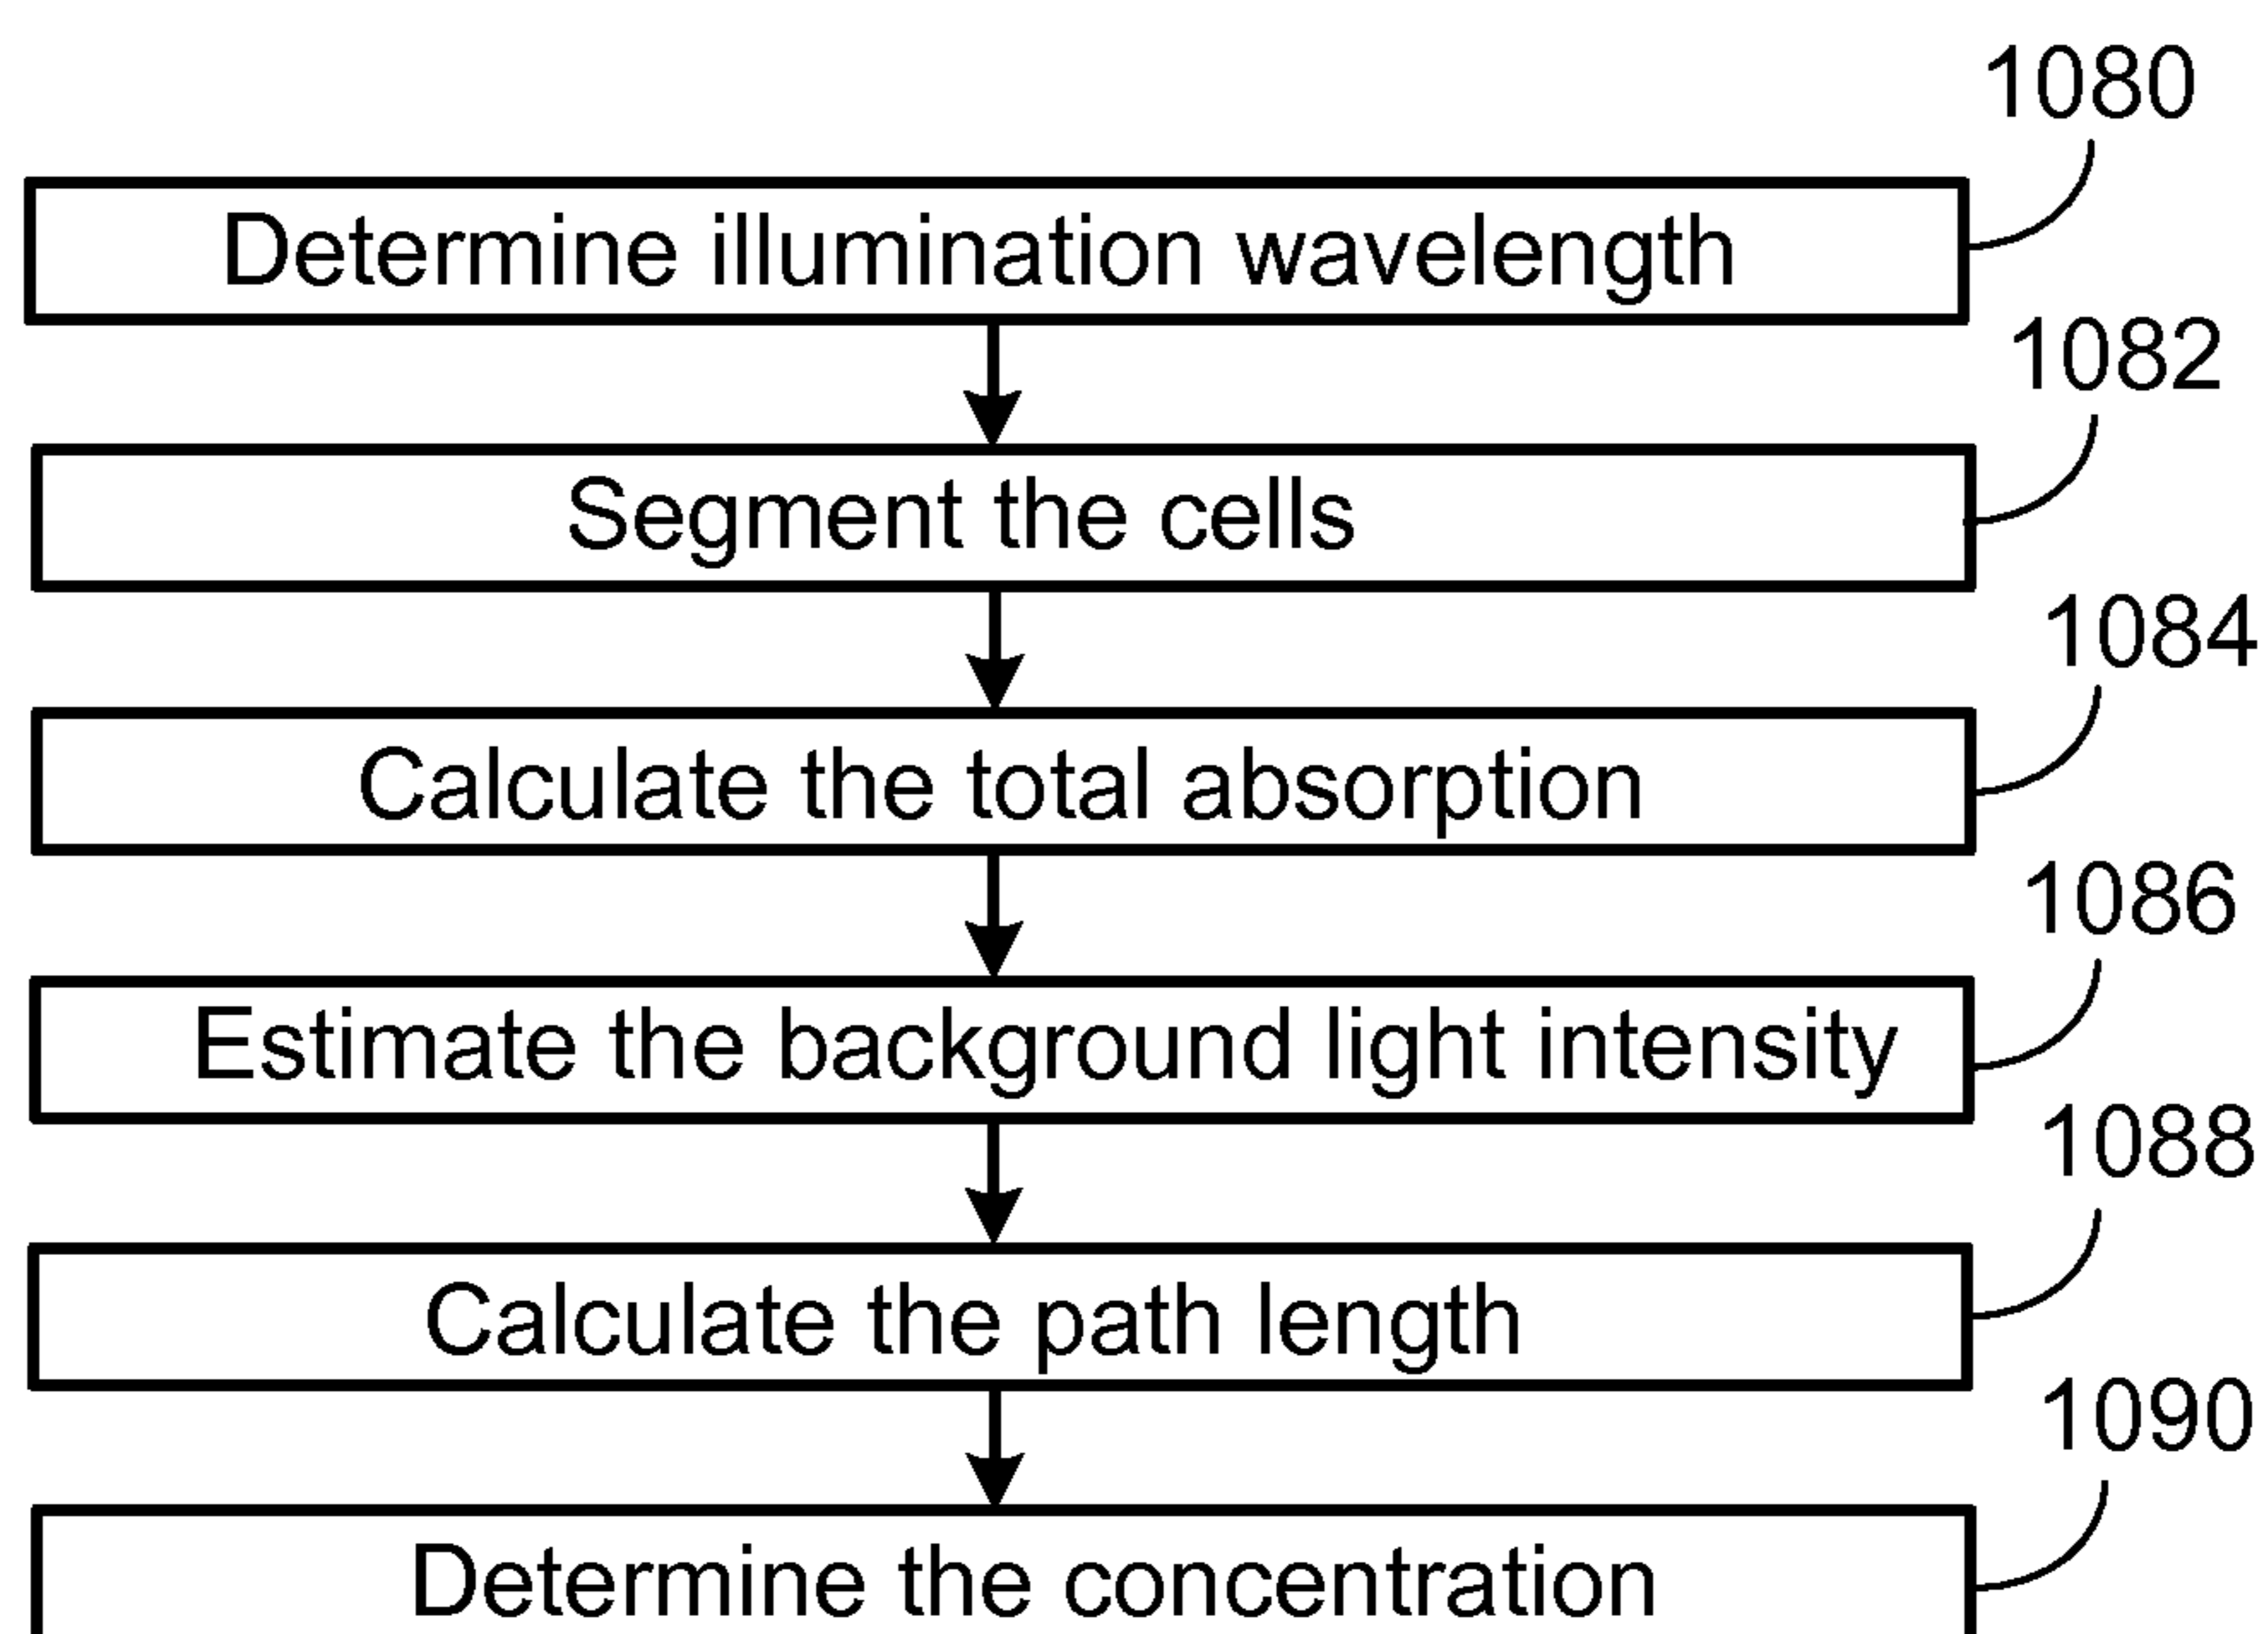 1080
Determine illumination wavelength
1082
Segment the cells
1084
Calculate the total absorption
1086
Estimate the background light intensity
1088
Calculate the path length
1090
Determine the concentration